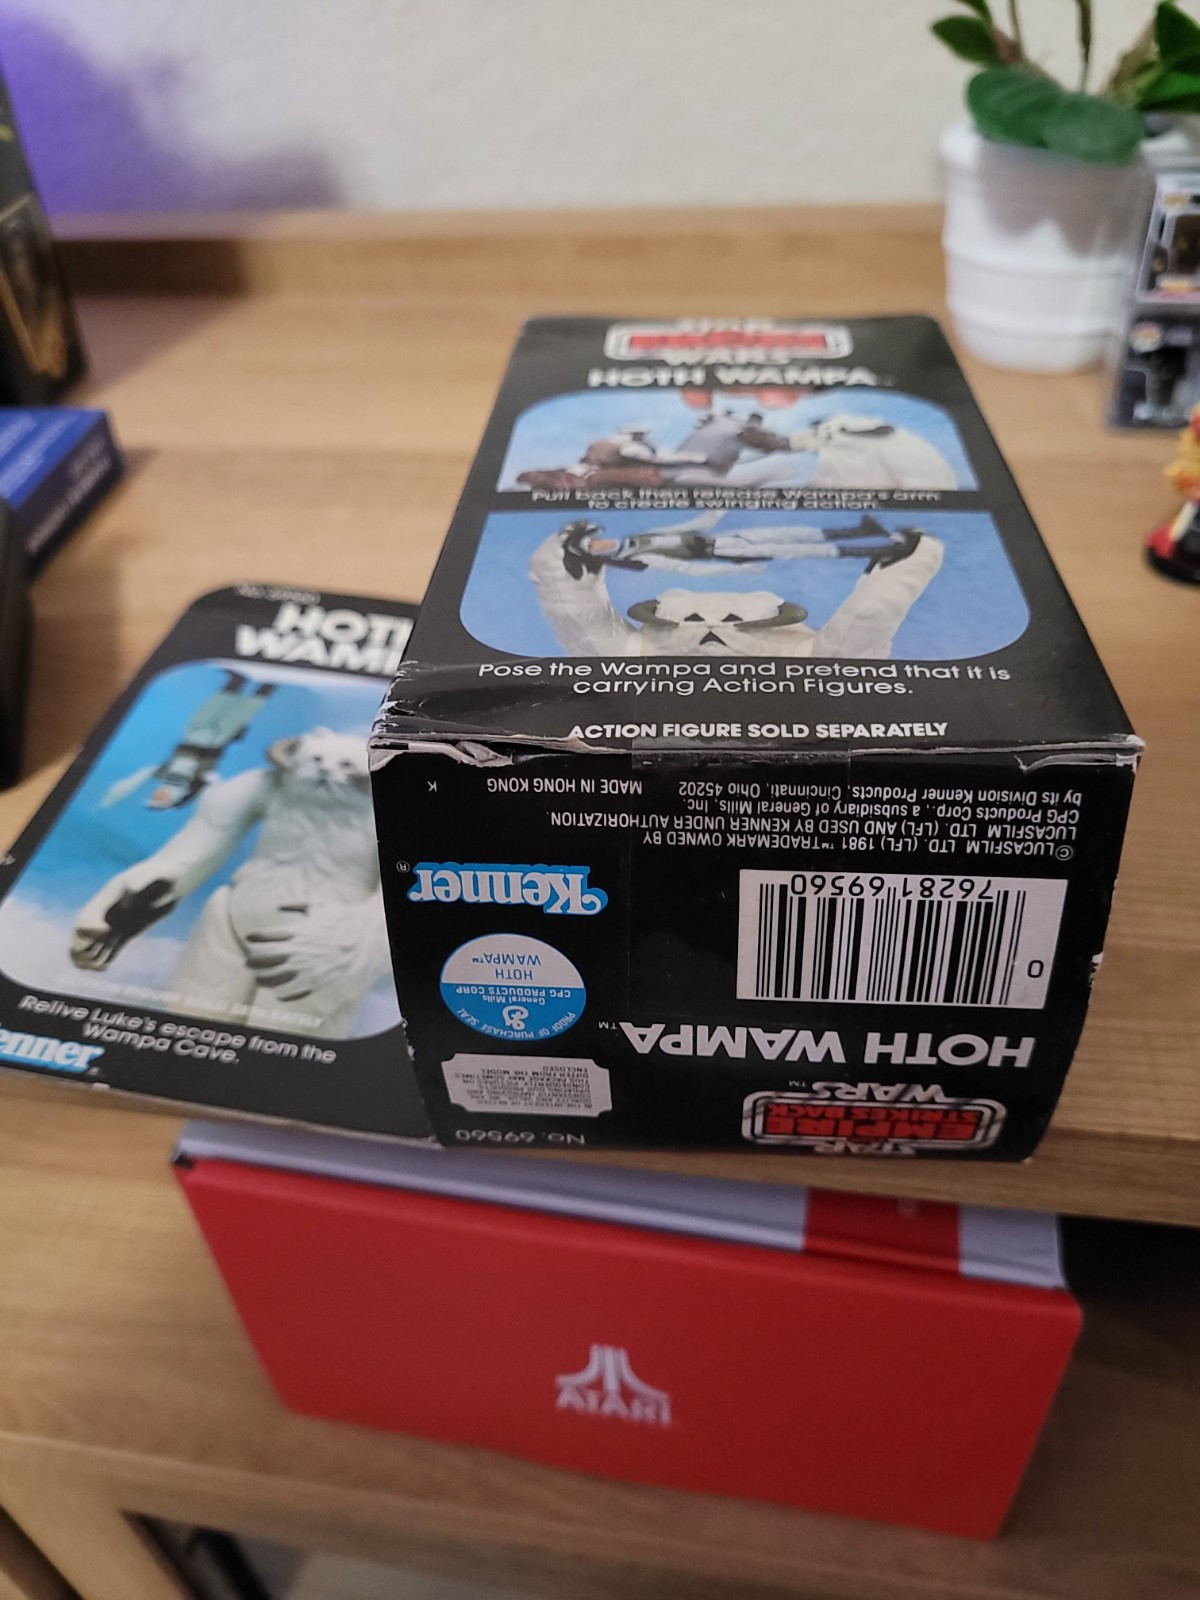 STAR
EMPIRE
WARS
HOTH WAMPA
Pull back then release Wampa's arm
to create swinging action.
Pose the Wampa and pretend that it is
carrying Action Figures.
ACTION FIGURE SOLD SEPARATELY
HOTH
WAM
Relive Luke's escape from the
Wampa Cave.
enner
No. 69560
STAR
EMPIRE
STRIKES BACK
WARS™
HOTH WAMPA™
0
76281 69560
PROOF OF PURCHASE SEAL
General Mills
CPG PRODUCTS CORP
HOTH
WAMPA™
Kenner®
©LUCASFILM LTD. (LFL) 1981 ™TRADEMARK OWNED BY
LUCASFILM LTD. (LFL) AND USED BY KENNER UNDER AUTHORIZATION.
CPG Products Corp., a subsidiary of General Mills, Inc.
by its Division Kenner Products, Cincinnati, Ohio 45202
MADE IN HONG KONG
K
ATARI